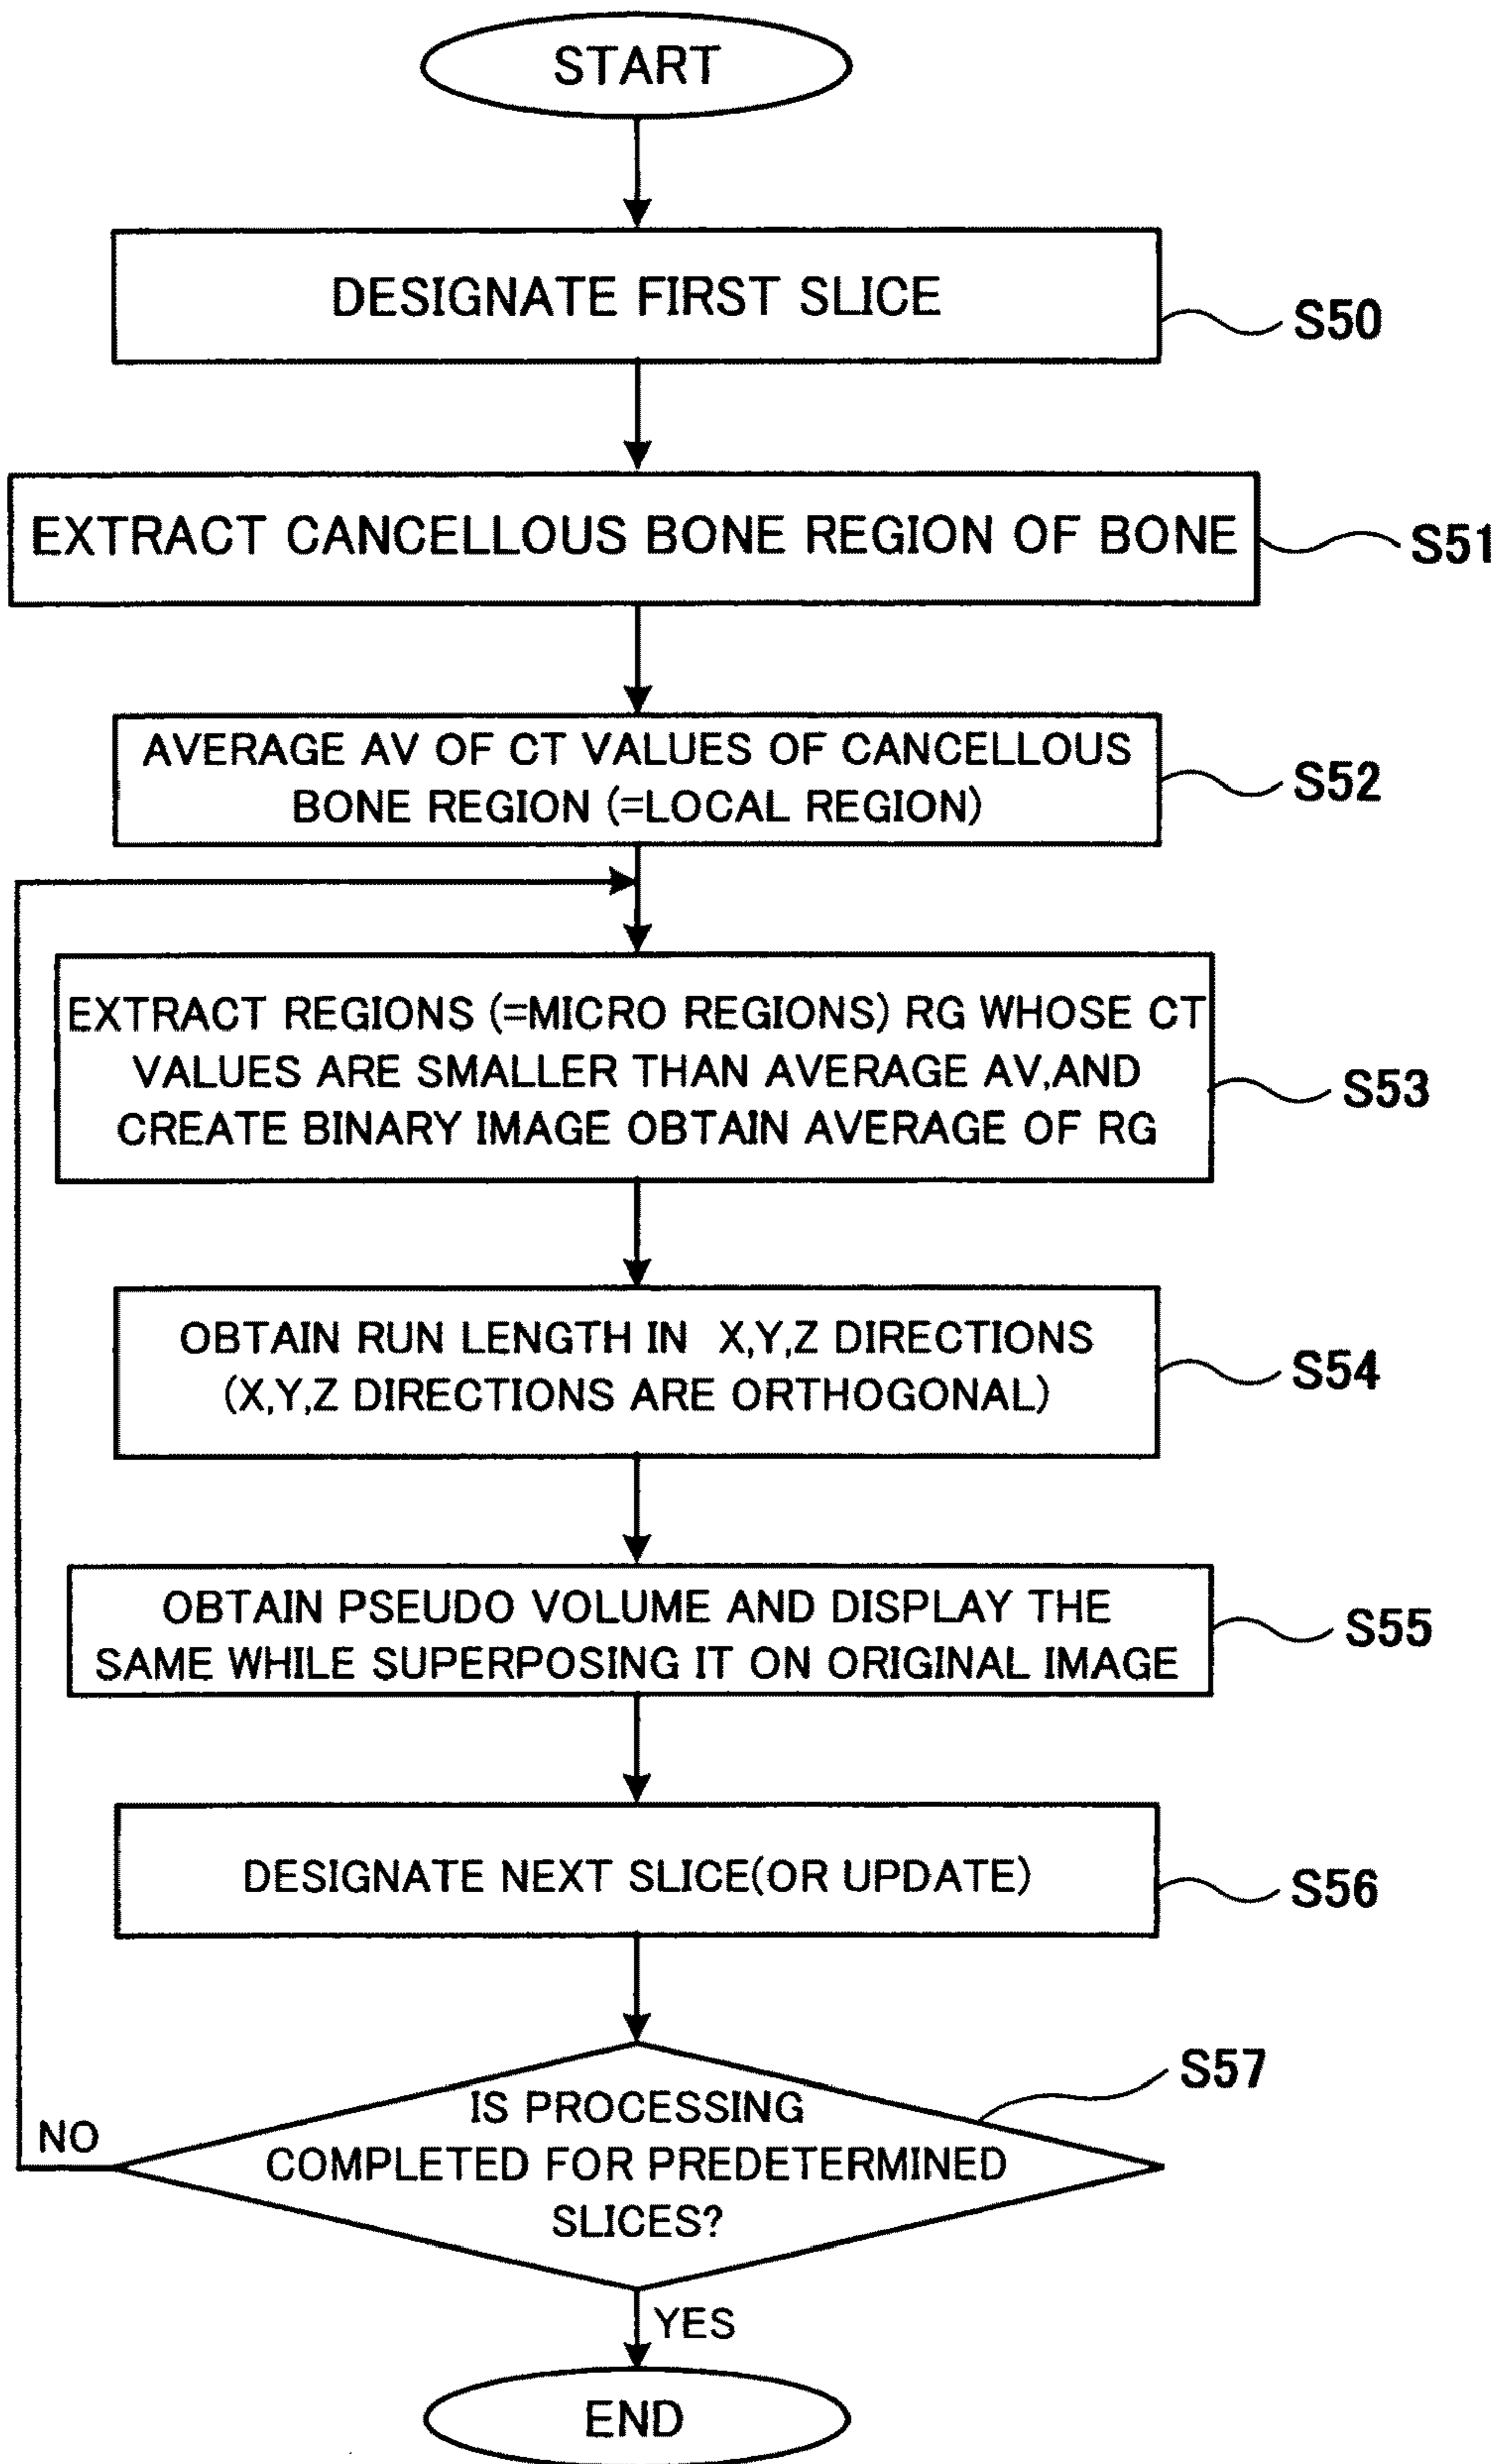 START
DESIGNATE FIRST SLICE
S50
EXTRACT CANCELLOUS BONE REGION OF BONE
S51
AVERAGE AV OF CT VALUES OF CANCELLOUS
BONE REGION (=LOCAL REGION)
S52
EXTRACT REGIONS (=MICRO REGIONS) RG WHOSE CT
VALUES ARE SMALLER THAN AVERAGE AV,AND
CREATE BINARY IMAGE OBTAIN AVERAGE OF RG
S53
OBTAIN RUN LENGTH IN X,Y,Z DIRECTIONS
(X,Y,Z DIRECTIONS ARE ORTHOGONAL)
S54
OBTAIN PSEUDO VOLUME AND DISPLAY THE
SAME WHILE SUPERPOSING IT ON ORIGINAL IMAGE
S55
DESIGNATE NEXT SLICE(OR UPDATE)
S56
IS PROCESSING
COMPLETED FOR PREDETERMINED
SLICES?
S57
NO
YES
END